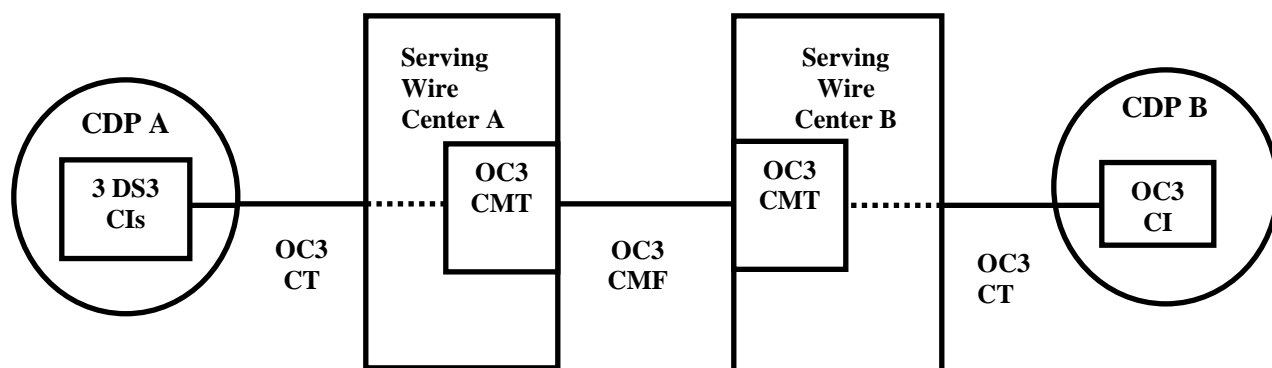 CDP A
3 DS3
CIs
OC3
CT
Serving
Wire
Center A
OC3
CMT
OC3
CMF
Serving
Wire
Center B
OC3
CMT
OC3
CT
CDP B
OC3
CI